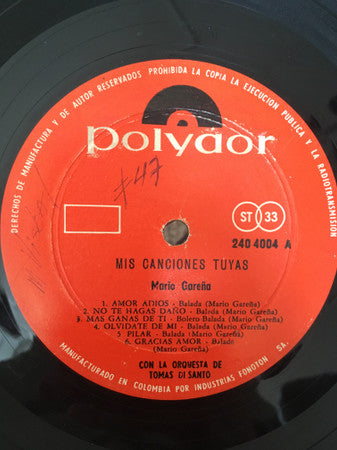 DERECHOS DE MANUFACTURA Y DE AUTOR RESERVADOS PROHIBIDA LA COPIA LA EJECUCION PUBLICA Y LA RADIOTRANSMISION
polydor
#47
ST 33
240 4004 A
MIS CANCIONES TUYAS
Mario Gareña
1. AMOR ADIOS - Balada (Mario Gareña)
2. NO TE HAGAS DAÑO - Balada (Mario Gareña)
3. MAS GANAS DE TI - Bolero Balada (Mario Gareña)
4. OLVIDATE DE MI - Balada (Mario Gareña)
5. PILAR - Balada (Mario Gareña)
6. GRACIAS AMOR - Balada
(Mario Gareña)
CON LA ORQUESTA DE
TOMAS DI SANTO
MANUFACTURADO EN COLOMBIA POR INDUSTRIAS FONOTON SA.